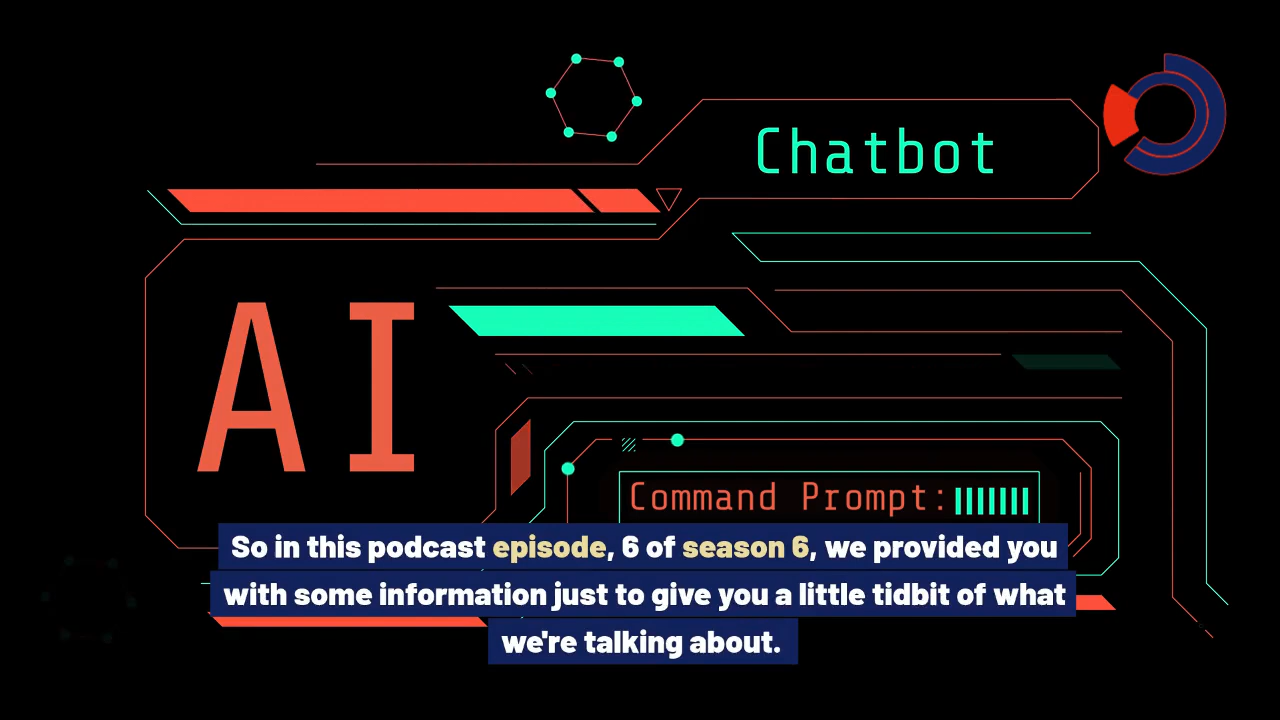 Chatbot
AI
Command Prompt:
So in this podcast episode, 6 of season 6, we provided you
with some information just to give you a little tidbit of what
we're talking about.